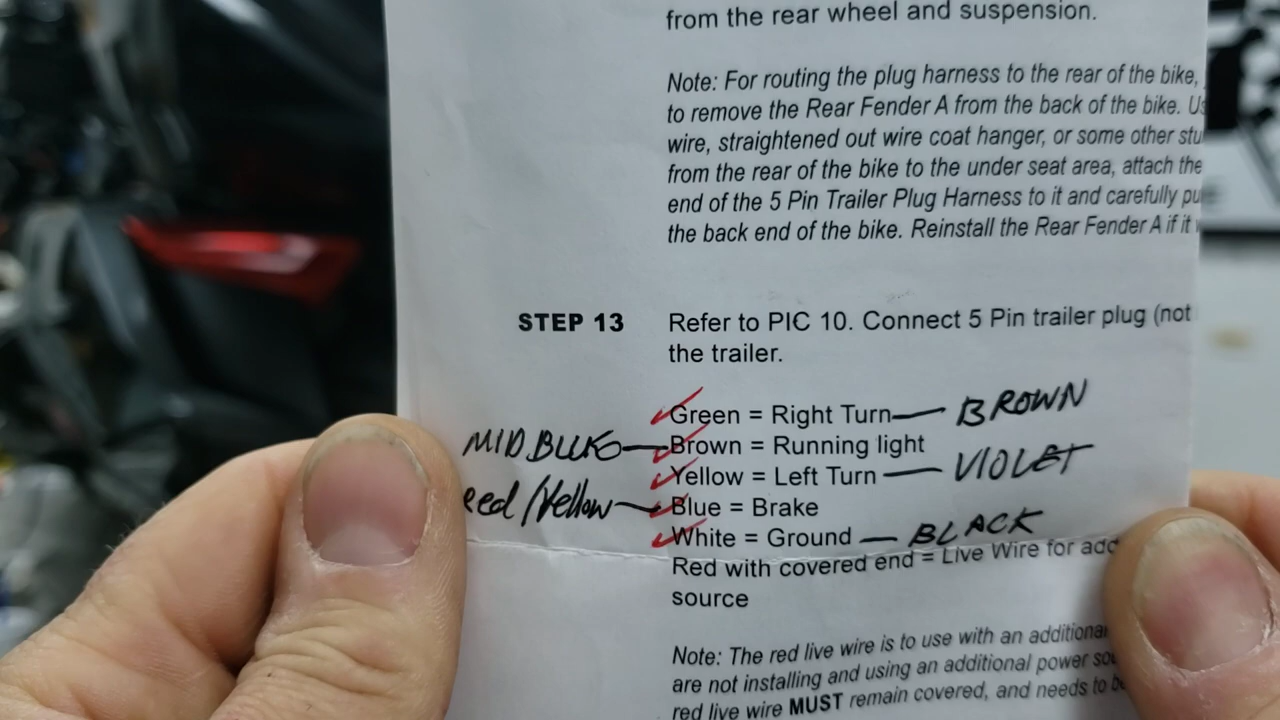 from the rear wheel and suspension.
Note: For routing the plug harness to the rear of the bike,
to remove the Rear Fender A from the back of the bike.
wire, straightened out wire coat hanger, or some other
from the rear of the bike to the under seat area, attach the
end of the 5 Pin Trailer Plug Harness to it and carefully
the back end of the bike. Reinstall the Rear Fender A if it
STEP 13 Refer to PIC 10. Connect 5 Pin trailer plug (not
the trailer.
Green = Right Turn — BROWN
MID BLUE — Brown = Running light
Yellow = Left Turn — VIOLET
Red/Yellow — Blue = Brake
White = Ground — BLACK
Red with covered end = Live Wire for
source
Note: The red live wire is to use with an additional
are not installing and using an additional power
red live wire MUST remain covered, and needs to